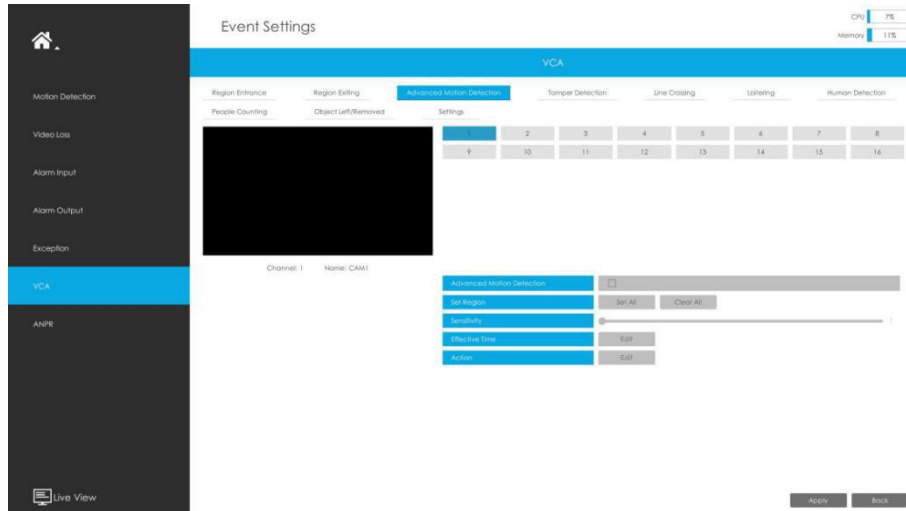 Event Settings
CPU 7%
Memory 11%
VCA
Motion Detection
Video Loss
Alarm Input
Alarm Output
Exception
VCA
ANPR
Live View
Region Entrance Region Exiting Advanced Motion Detection Tamper Detection Line Crossing Loitering Human Detection
People Counting Object Left/Removed Settings
1 2 3 4 5 6 7 8
9 10 11 12 13 14 15 16
Channel: 1 Name: CAM1
Advanced Motion Detection
Set Region Set All Clear All
Sensitivity 1
Effective Time Edit
Action Edit
Apply Back